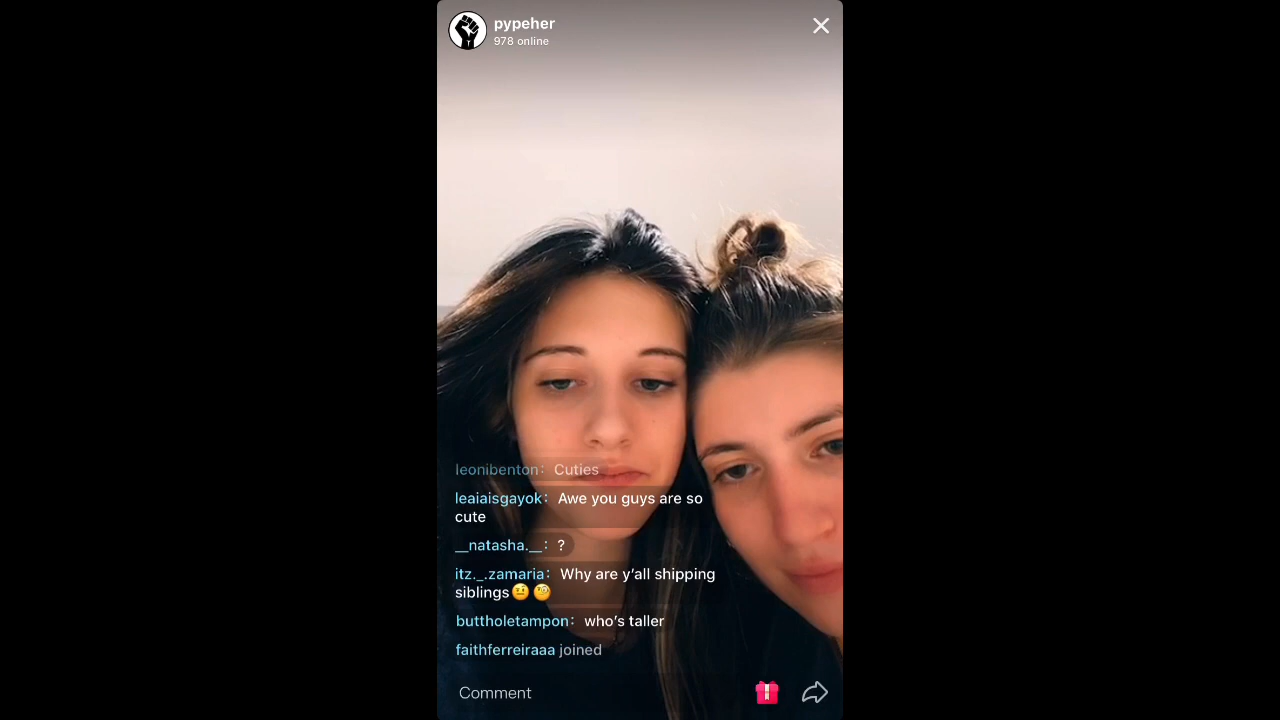 pypeher
978 online
leonibenton: Cuties
leaiaisgayok: Awe you guys are so
cute
__natasha.__: ?
itz._.zamaria: Why are y’all shipping
siblings🤨🧐
buttholetampon: who’s taller
faithferreiraaa joined
Comment